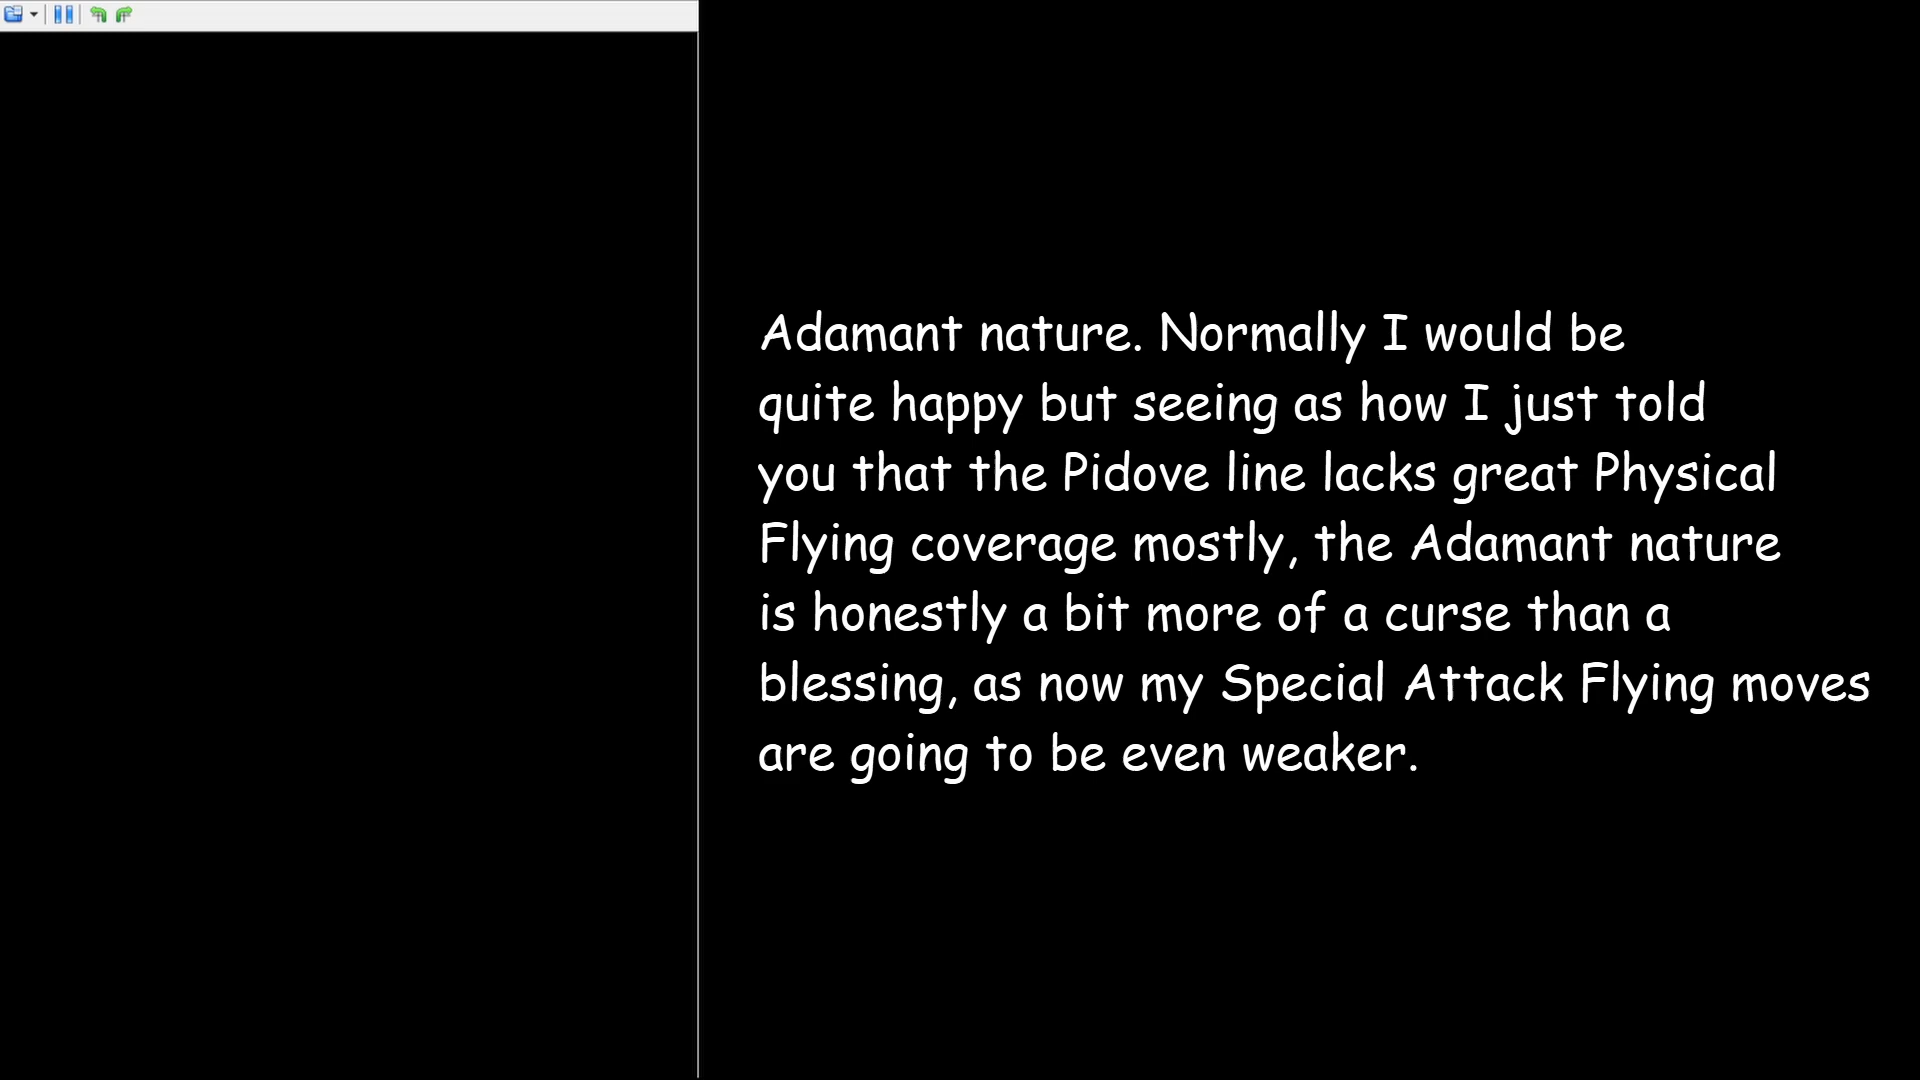 Adamant nature. Normally I would be
quite happy but seeing as how I just told
you that the Pidove line lacks great Physical
Flying coverage mostly, the Adamant nature
is honestly a bit more of a curse than a
blessing, as now my Special Attack Flying moves
are going to be even weaker.